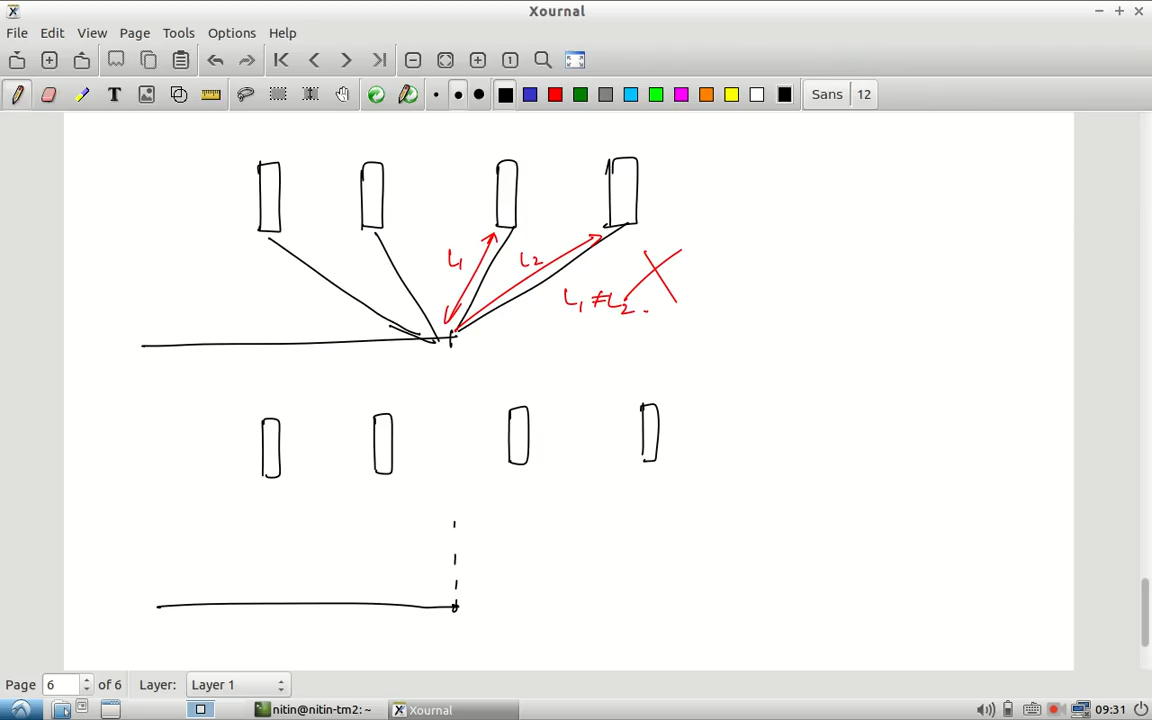 Xournal
File Edit View Page Tools Options Help
Sans 12
L1 L2
L1 ≠ L2.
Page 6 of 6 Layer: Layer 1
nitin@nitin-tm2: ~ Xournal 09:31